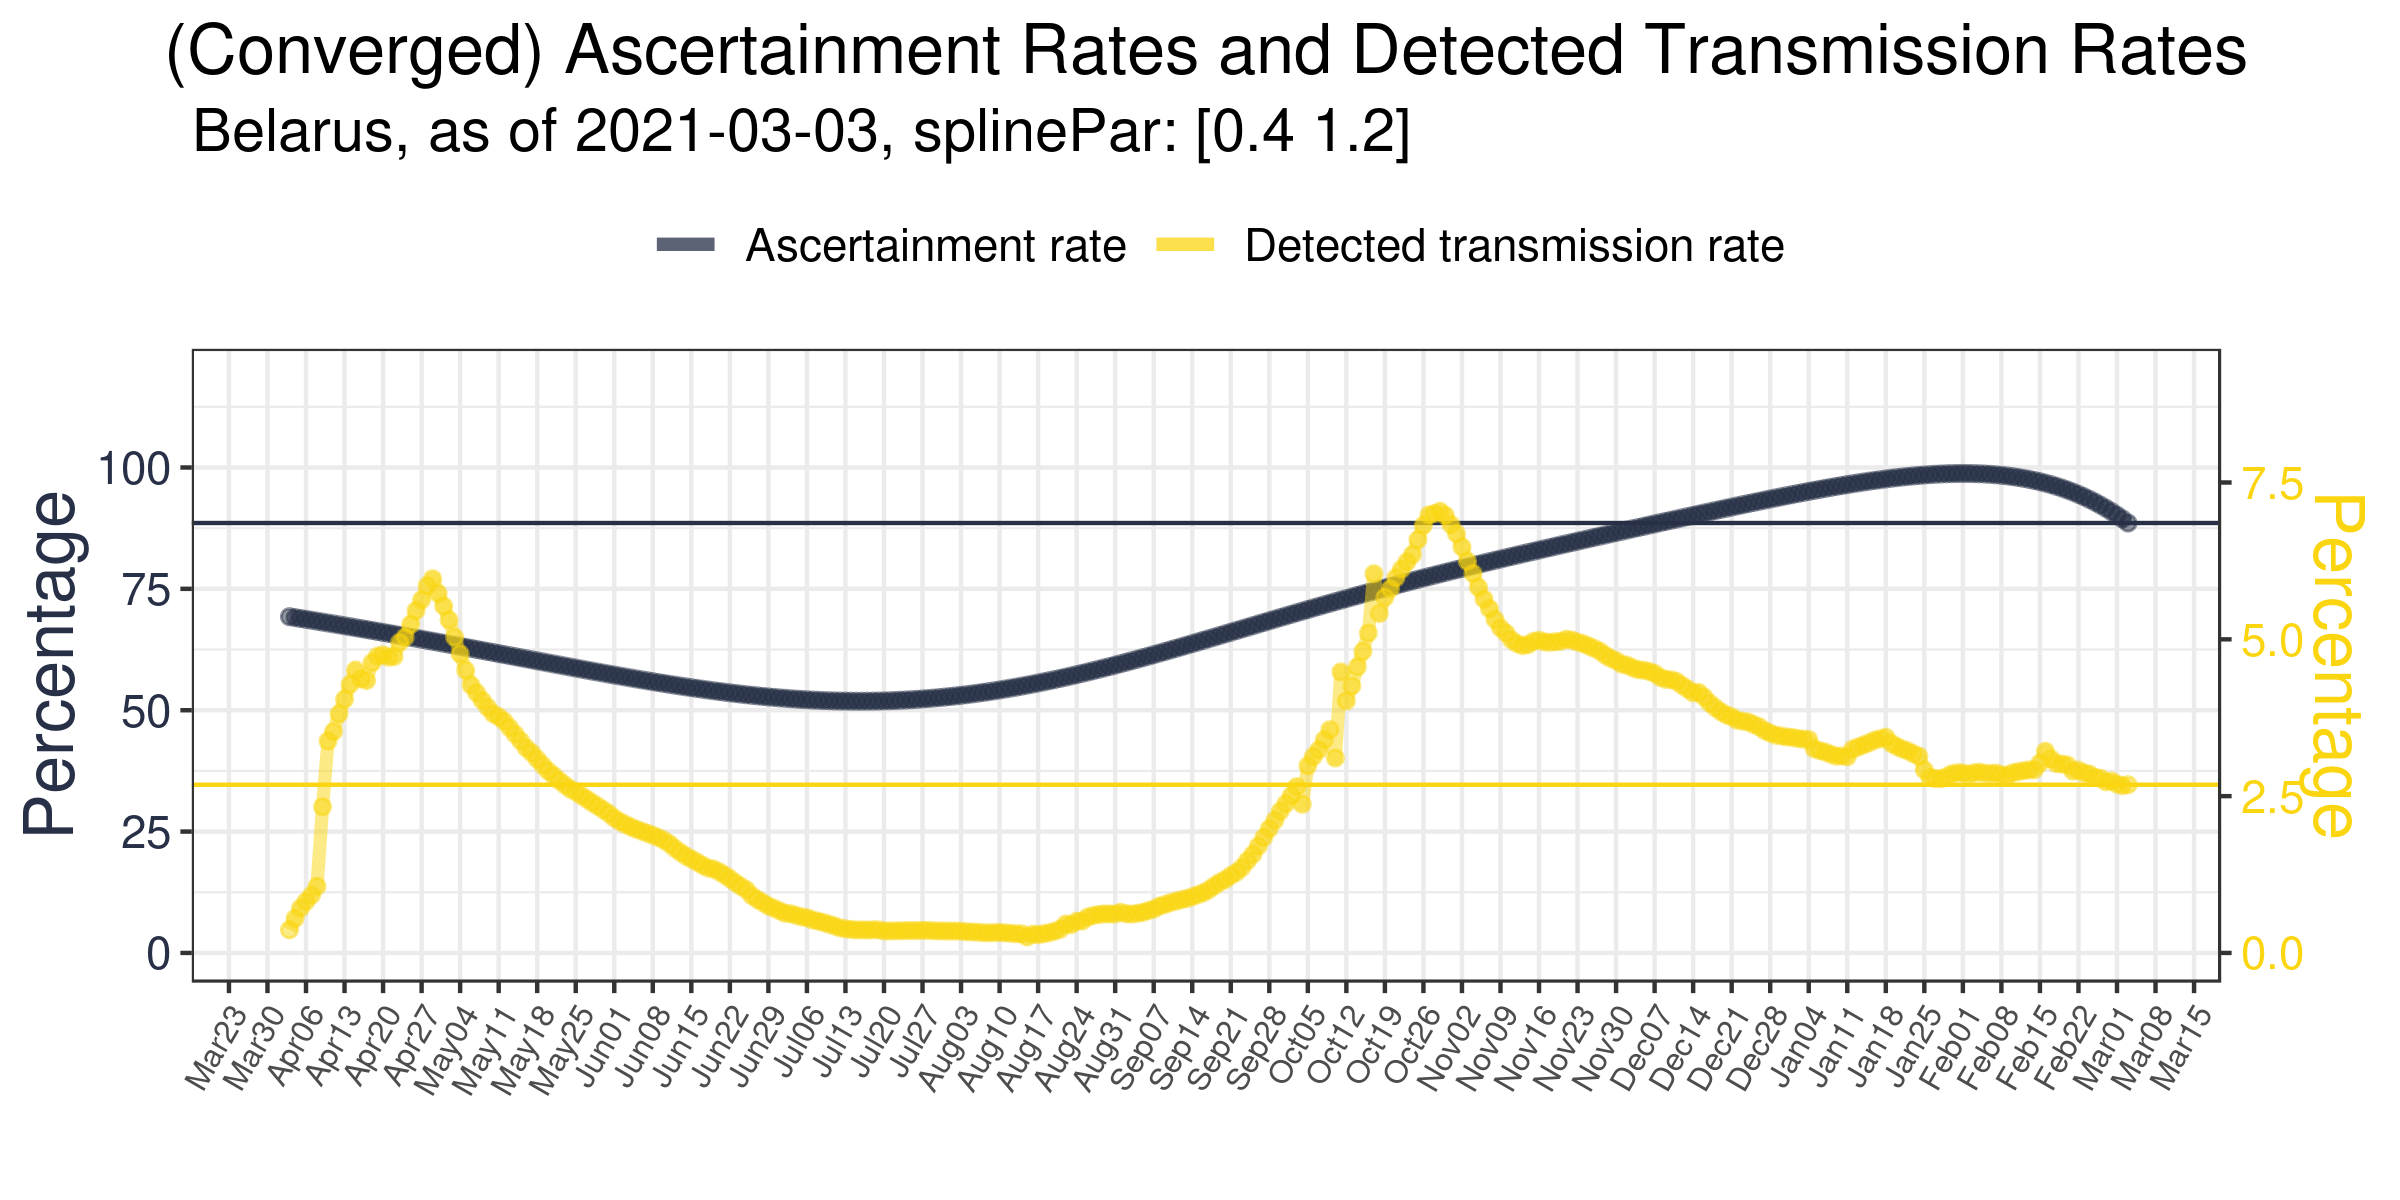 (Converged) Ascertainment Rates and Detected Transmission Rates
Belarus, as of 2021-03-03, splinePar: [0.4 1.2]
Ascertainment rate
Detected transmission rate
Percentage
100
75
50
25
0
7.5
5.0
2.5
0.0
Percentage
Mar23
Mar30
Apr06
Apr13
Apr20
Apr27
May04
May11
May18
May25
Jun01
Jun08
Jun15
Jun22
Jun29
Jul06
Jul13
Jul20
Jul27
Aug03
Aug10
Aug17
Aug24
Aug31
Sep07
Sep14
Sep21
Sep28
Oct05
Oct12
Oct19
Oct26
Nov02
Nov09
Nov16
Nov23
Nov30
Dec07
Dec14
Dec21
Dec28
Jan04
Jan11
Jan18
Jan25
Feb01
Feb08
Feb15
Feb22
Mar01
Mar08
Mar15